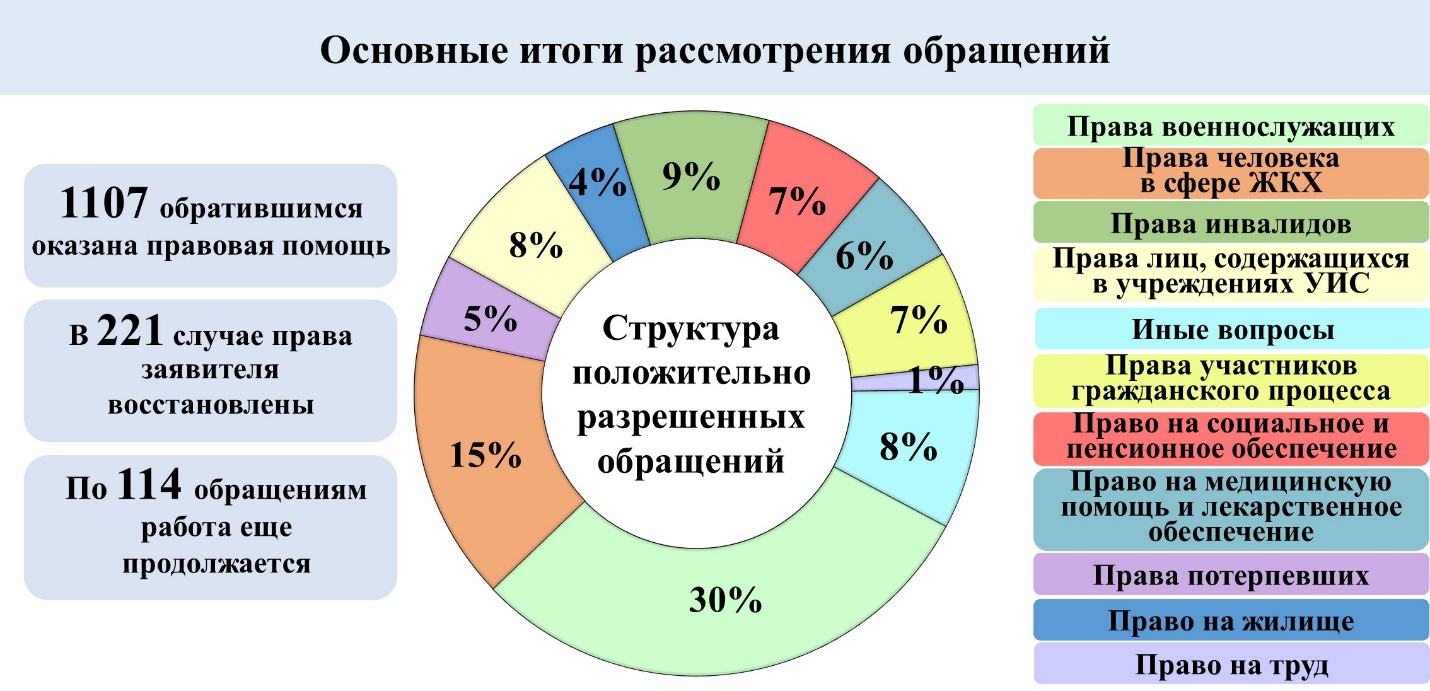 Основные итоги рассмотрения обращений
1107 обратившимся
оказана правовая помощь
В 221 случае права
заявителя
восстановлены
По 114 обращениям
работа еще
продолжается
4%
9%
7%
6%
8%
5%
7%
1%
15%
8%
30%
Структура
положительно
разрешенных
обращений
Права военнослужащих
Права человека
в сфере ЖКХ
Права инвалидов
Права лиц, содержащихся
в учреждениях УИС
Иные вопросы
Права участников
гражданского процесса
Право на социальное и
пенсионное обеспечение
Право на медицинскую
помощь и лекарственное
обеспечение
Права потерпевших
Право на жилище
Право на труд